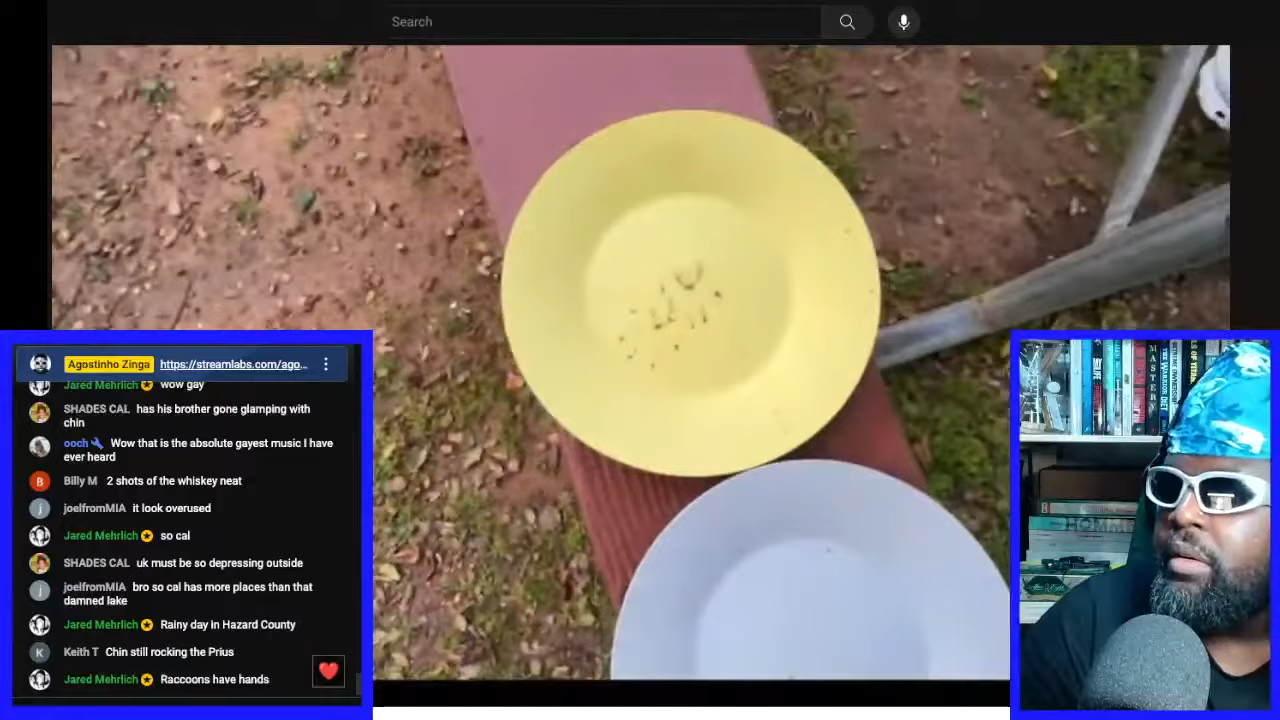 Search
Agostinho Zinga https://streamlabs.com/ago...
Jared Mehrlich wow gay
SHADES CAL has his brother gone glamping with
chin
ooch Wow that is the absolute gayest music I have
ever heard
B Billy M 2 shots of the whiskey neat
j joelfromMIA it look overused
Jared Mehrlich so cal
SHADES CAL uk must be so depressing outside
j joelfromMIA bro so cal has more places than that
damned lake
Jared Mehrlich Rainy day in Hazard County
K Keith T Chin still rocking the Prius
Jared Mehrlich Raccoons have hands
MASTERY
THE WARRIOR DIET